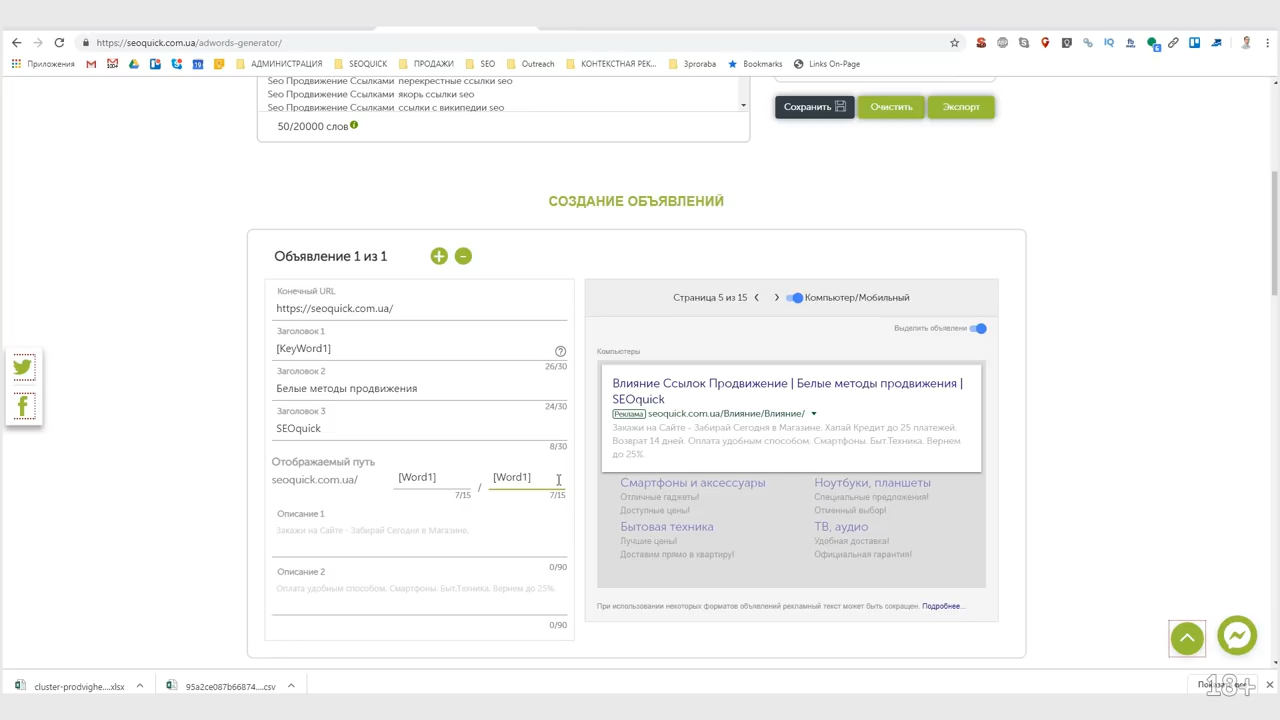 https://seoquick.com.ua/adwords-generator/
Приложения АДМИНИСТРАЦИЯ SEOQUICK ПРОДАЖИ SEO Outreach КОНТЕКСТНАЯ РЕК... 3proraba Bookmarks Links On-Page
Seo Продвижение Ссылками перекрестные ссылки seo
Seo Продвижение Ссылками якорь ссылки seo
Seo Продвижение Ссылками ссылки с википедии seo
50/20000 слов
Сохранить Очистить Экспорт
СОЗДАНИЕ ОБЪЯВЛЕНИЙ
Объявление 1 из 1
Конечный URL
https://seoquick.com.ua/
Заголовок 1
[KeyWord1]
26/30
Заголовок 2
Белые методы продвижения
24/30
Заголовок 3
SEOquick
8/30
Отображаемый путь
seoquick.com.ua/ [Word1] / [Word1]
7/15 7/15
Описание 1
Закажи на Сайте - Забирай Сегодня в Магазине.
0/90
Описание 2
Оплата удобным способом. Смартфоны. Быт.Техника. Вернем до 25%.
0/90
Страница 5 из 15 Компьютер/Мобильный
Выделить объявлени
Компьютеры
Влияние Ссылок Продвижение | Белые методы продвижения |
SEOquick
Реклама seoquick.com.ua/Влияние/Влияние/
Закажи на Сайте - Забирай Сегодня в Магазине. Хапай Кредит до 25 платежей.
Возврат 14 дней. Оплата удобным способом. Смартфоны. Быт.Техника. Вернем
до 25%.
Смартфоны и аксессуары
Отличные гаджеты!
Доступные цены!
Ноутбуки, планшеты
Специальные предложения!
Отменный выбор!
Бытовая техника
Лучшие цены!
Доставим прямо в квартиру!
ТВ, аудио
Удобная доставка!
Официальная гарантия!
При использовании некоторых форматов объявлений рекламный текст может быть сокращен. Подробнее...
cluster-prodvighe....xlsx 95a2ce087b66874....csv
18+